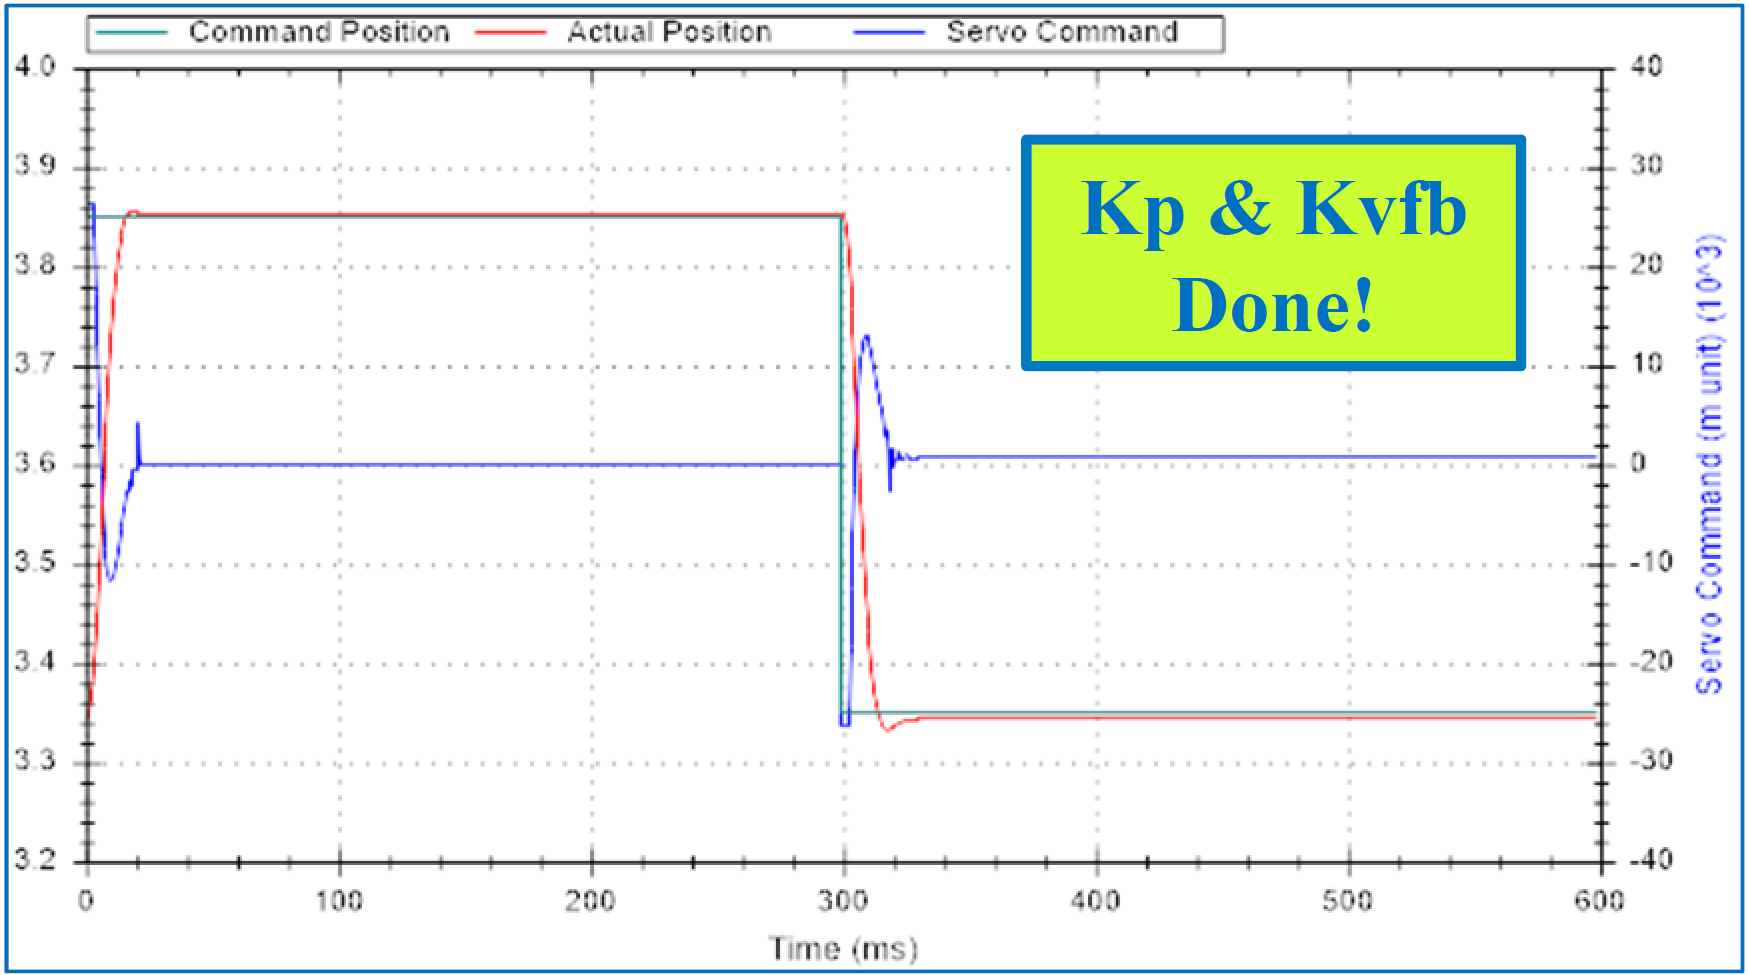 Command Position Actual Position Servo Command
4.0 40
3.9 30
3.8 20
3.7 10
3.6 0
3.5 -10
3.4 -20
3.3 -30
3.2 -40
0 100 200 300 400 500 600
Time (ms)
Servo Command (m unit) (10^3)
Kp & Kvfb
Done!